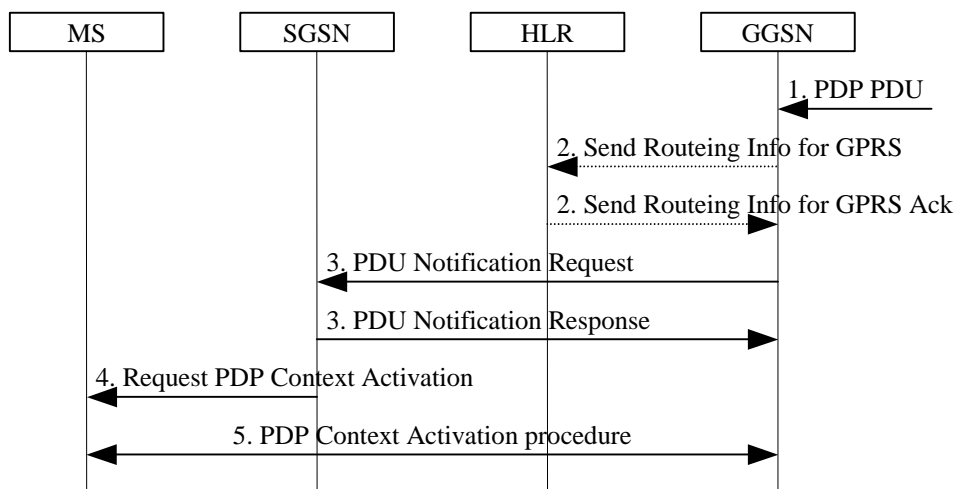 MS
SGSN
HLR
GGSN
1. PDP PDU
2. Send Routeing Info for GPRS
2. Send Routeing Info for GPRS Ack
3. PDU Notification Request
3. PDU Notification Response
4. Request PDP Context Activation
5. PDP Context Activation procedure